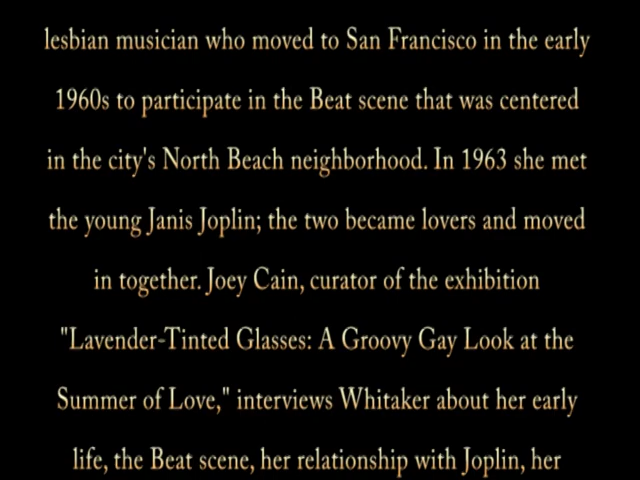 lesbian musician who moved to San Francisco in the early
1960s to participate in the Beat scene that was centered
in the city's North Beach neighborhood. In 1963 she met
the young Janis Joplin; the two became lovers and moved
in together. Joey Cain, curator of the exhibition
"Lavender-Tinted Glasses: A Groovy Gay Look at the
Summer of Love," interviews Whitaker about her early
life, the Beat scene, her relationship with Joplin, her